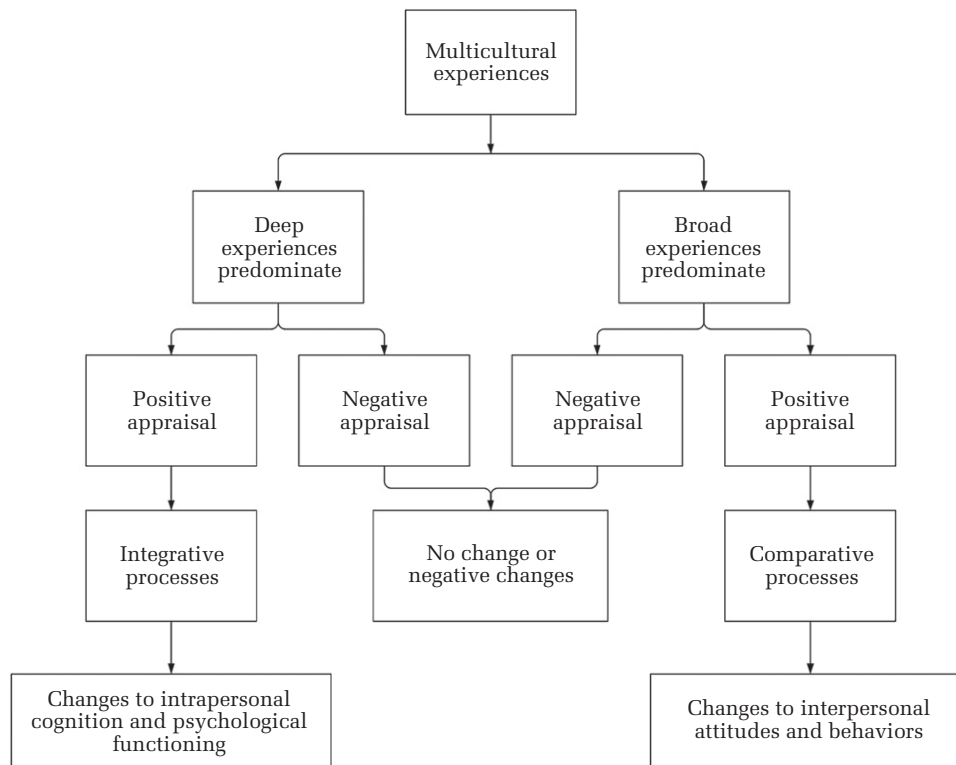 Multicultural
experiences
Deep
experiences
predominate
Broad
experiences
predominate
Positive
appraisal
Negative
appraisal
Negative
appraisal
Positive
appraisal
Integrative
processes
No change or
negative changes
Comparative
processes
Changes to intrapersonal
cognition and psychological
functioning
Changes to interpersonal
attitudes and behaviors